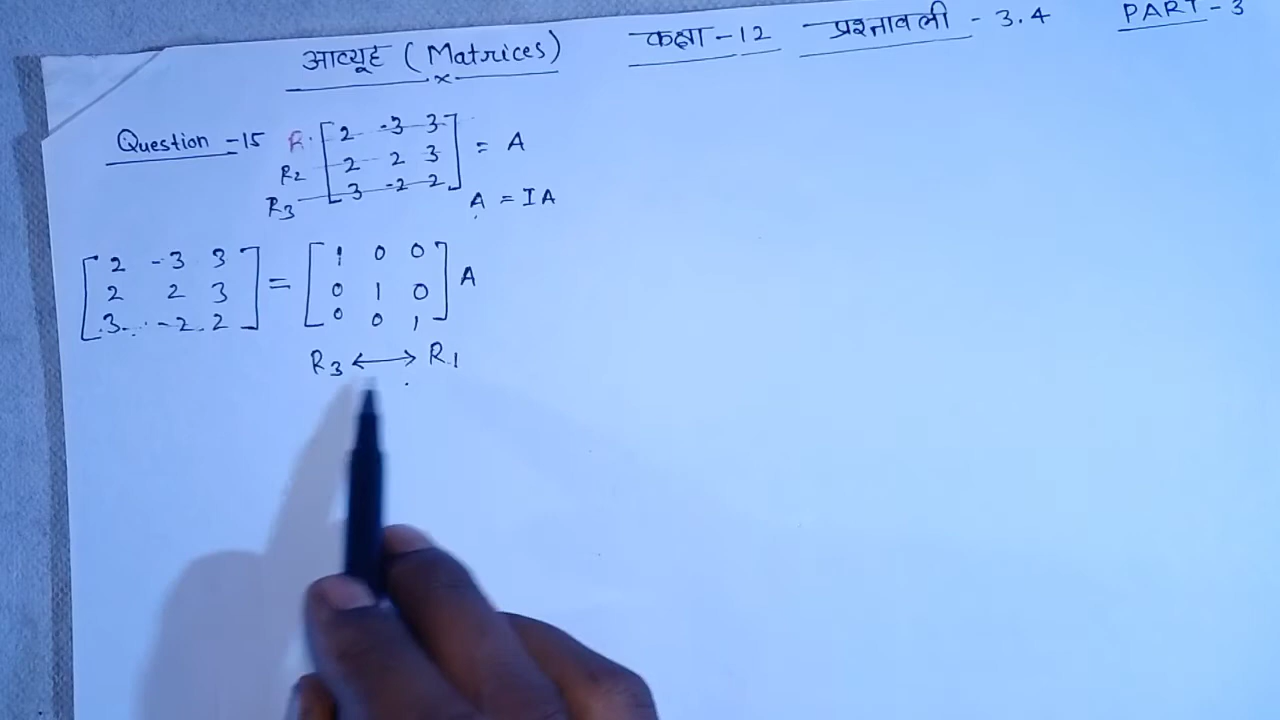 आव्यूह (Matrices) कक्षा - 12 प्रश्नावली - 3.4 PART - 3
×
Question - 15 R. [ 2 -3 3
R2 2 2 3 = A
R3 3 -2 2 ]
A = IA
[ 2 -3 3 = [ 1 0 0 A
2 2 3 0 1 0
3 -2 2 ] 0 0 1 ]
R3 ↔ R1